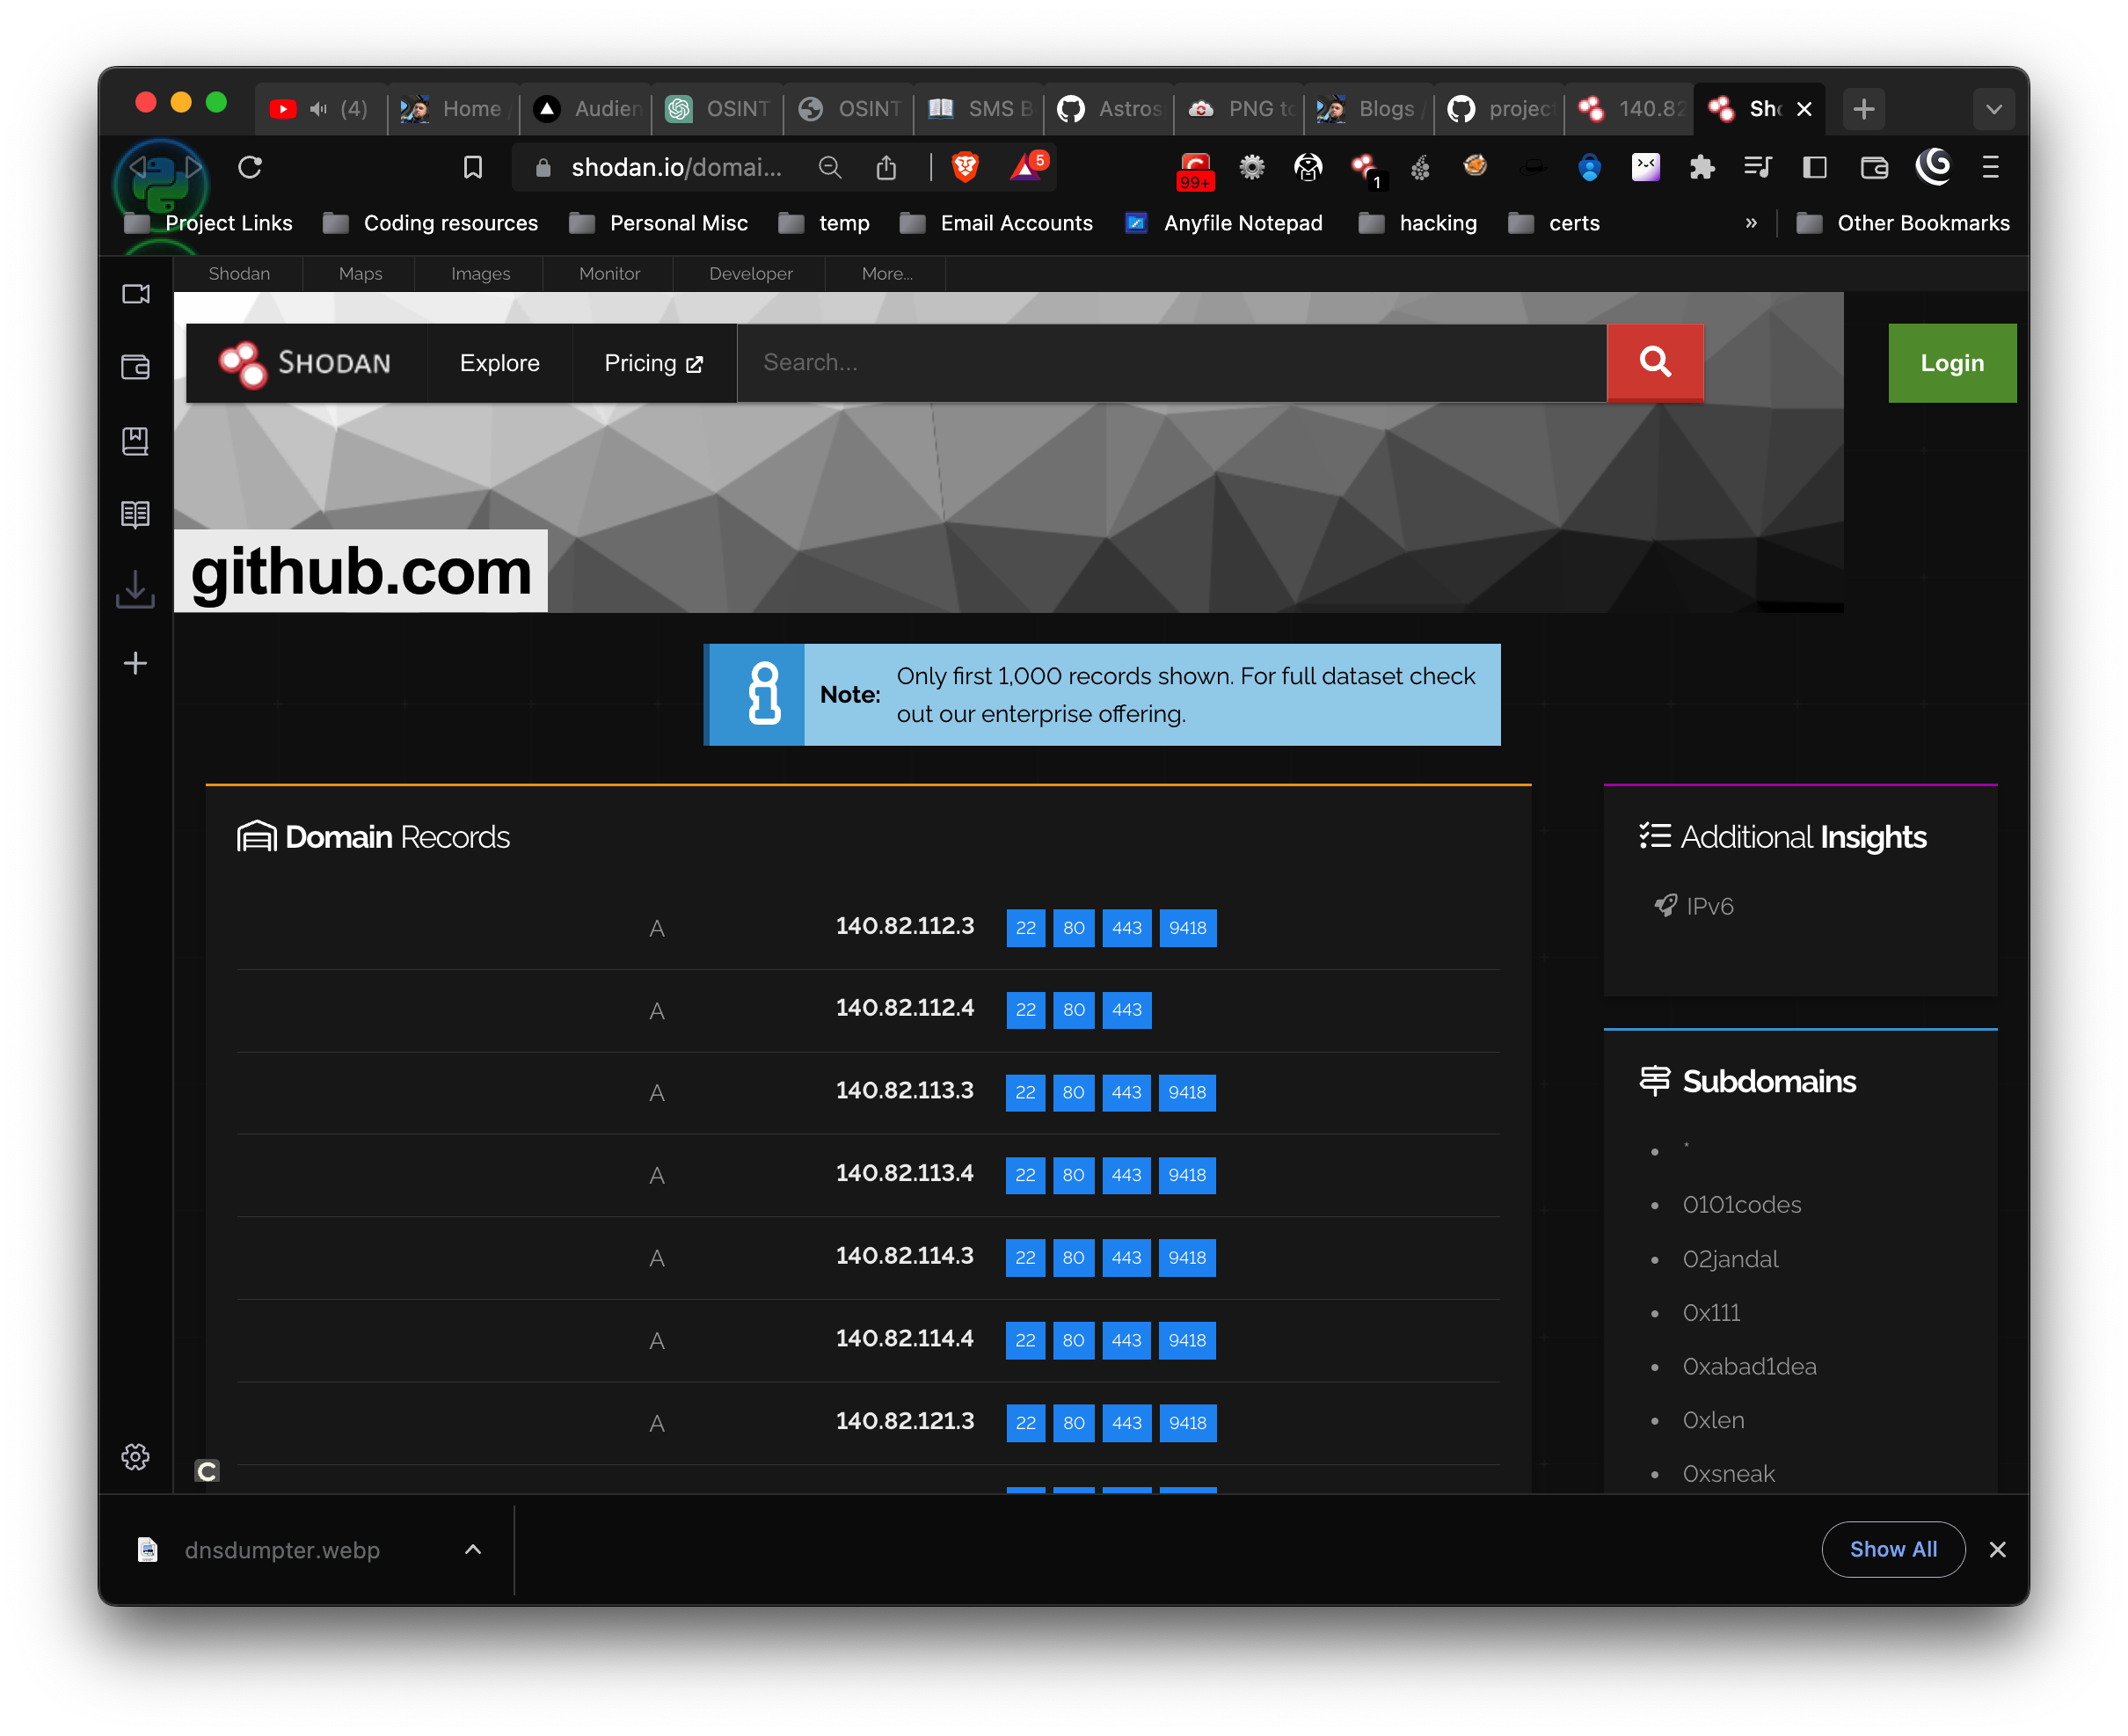 (4)
Home
Audien
OSINT
OSINT
SMS B
Astros
PNG to
Blogs /
project
140.82
Sho
shodan.io/domai...
5
99+
1
Project Links
Coding resources
Personal Misc
temp
Email Accounts
Anyfile Notepad
hacking
certs
»
Other Bookmarks
Shodan
Maps
Images
Monitor
Developer
More...
SHODAN
Explore
Pricing
Search...
Login
github.com
Note:
Only first 1,000 records shown. For full dataset check
out our enterprise offering.
Domain Records
A 140.82.112.3 22 80 443 9418
A 140.82.112.4 22 80 443
A 140.82.113.3 22 80 443 9418
A 140.82.113.4 22 80 443 9418
A 140.82.114.3 22 80 443 9418
A 140.82.114.4 22 80 443 9418
A 140.82.121.3 22 80 443 9418
Additional Insights
IPv6
Subdomains
*
0101codes
02jandal
0x111
0xabad1dea
0xlen
0xsneak
C
dnsdumpter.webp
Show All